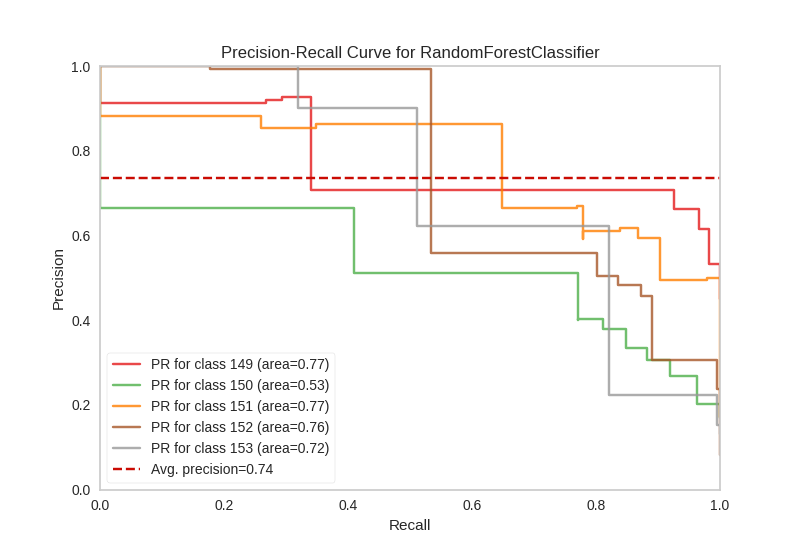 Precision-Recall Curve for RandomForestClassifier
1.0
0.8
0.6
0.4
0.2
0.0
Precision
PR for class 149 (area=0.77)
PR for class 150 (area=0.53)
PR for class 151 (area=0.77)
PR for class 152 (area=0.76)
PR for class 153 (area=0.72)
Avg. precision=0.74
0.0 0.2 0.4 0.6 0.8 1.0
Recall